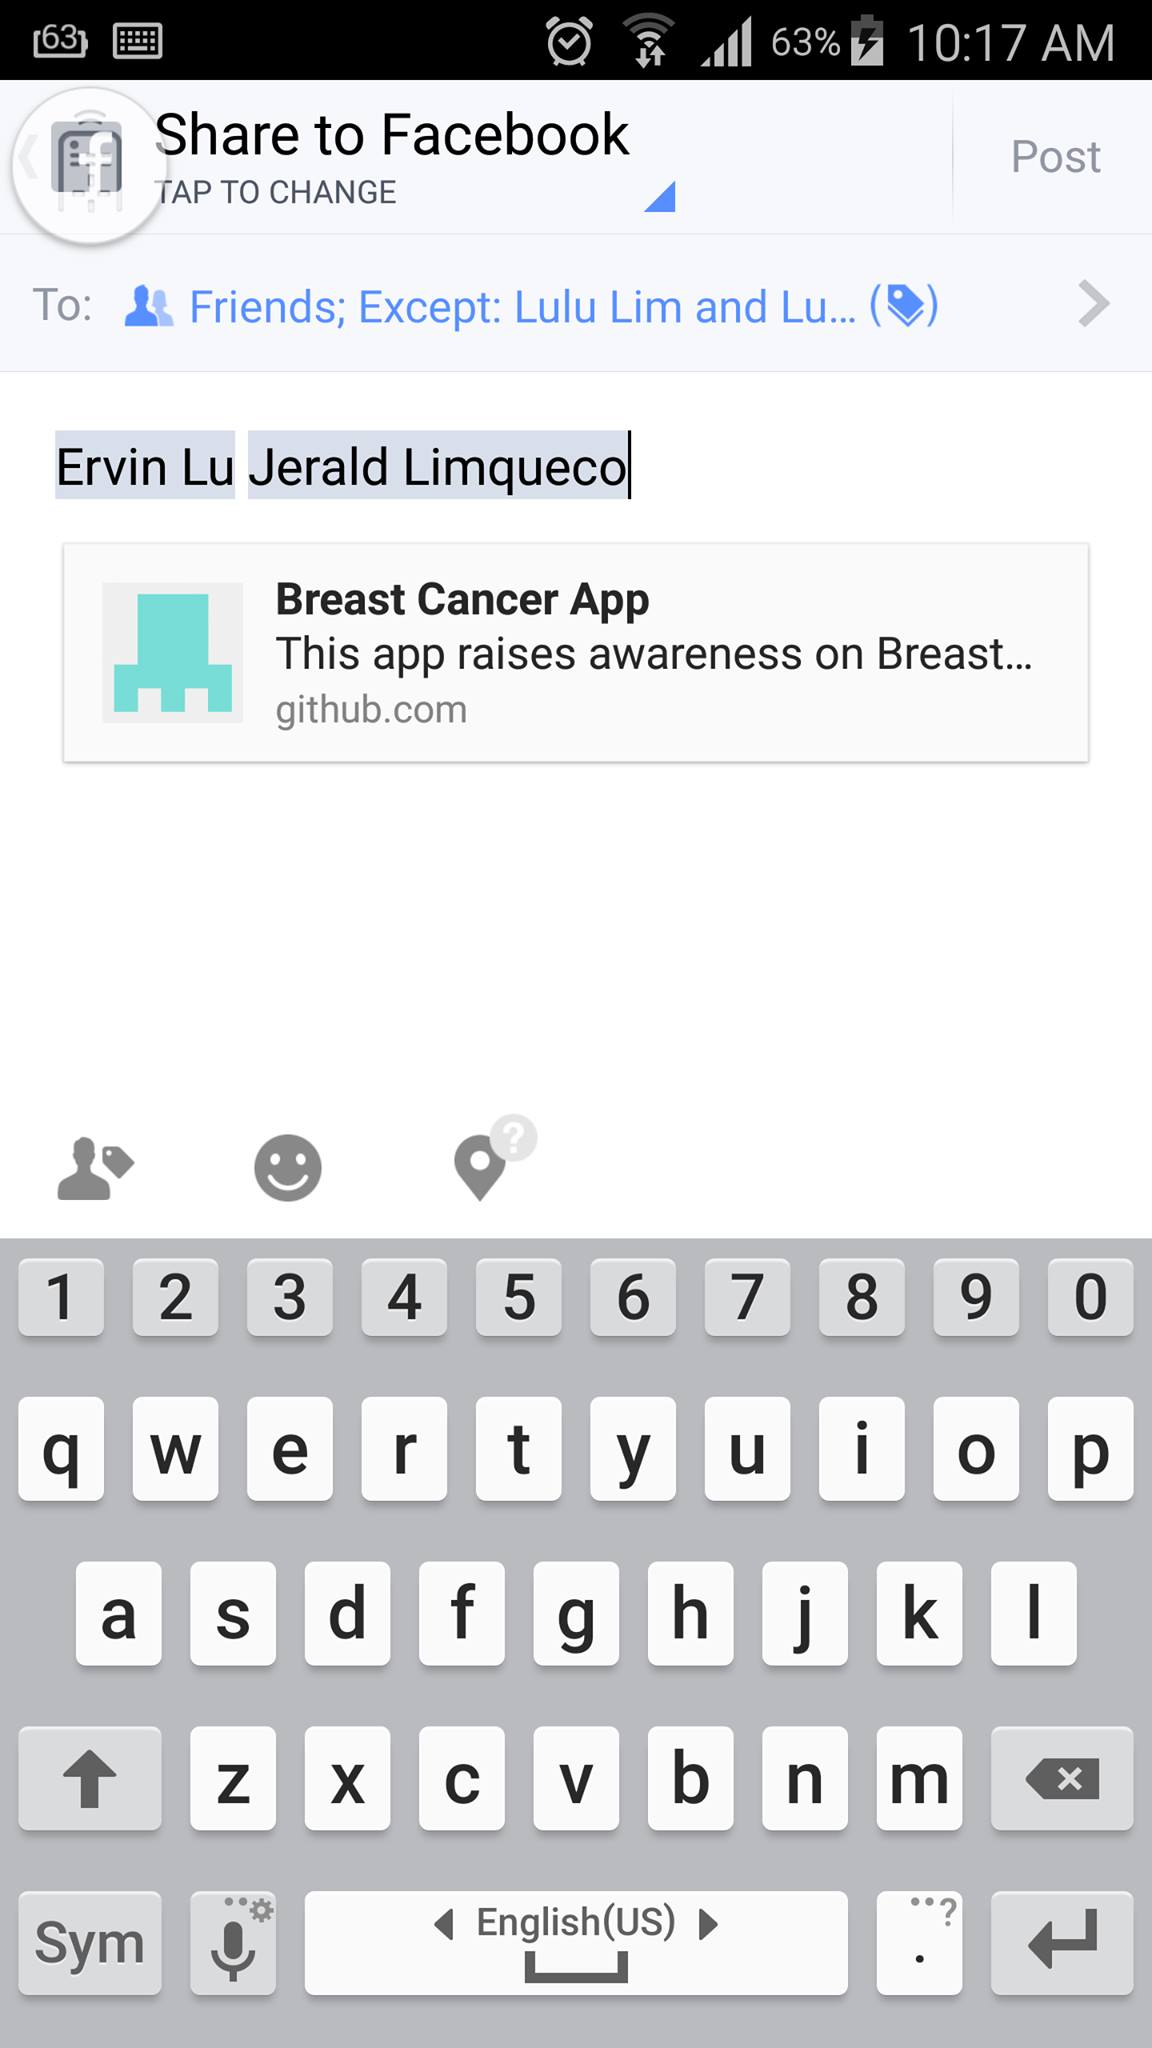 63 63% 10:17 AM
Share to Facebook
TAP TO CHANGE
Post
To: Friends; Except: Lulu Lim and Lu... ( )
Ervin Lu Jerald Limqueco
Breast Cancer App
This app raises awareness on Breast...
github.com
?
1 2 3 4 5 6 7 8 9 0
q w e r t y u i o p
a s d f g h j k l
z x c v b n m
Sym English(US) . ?